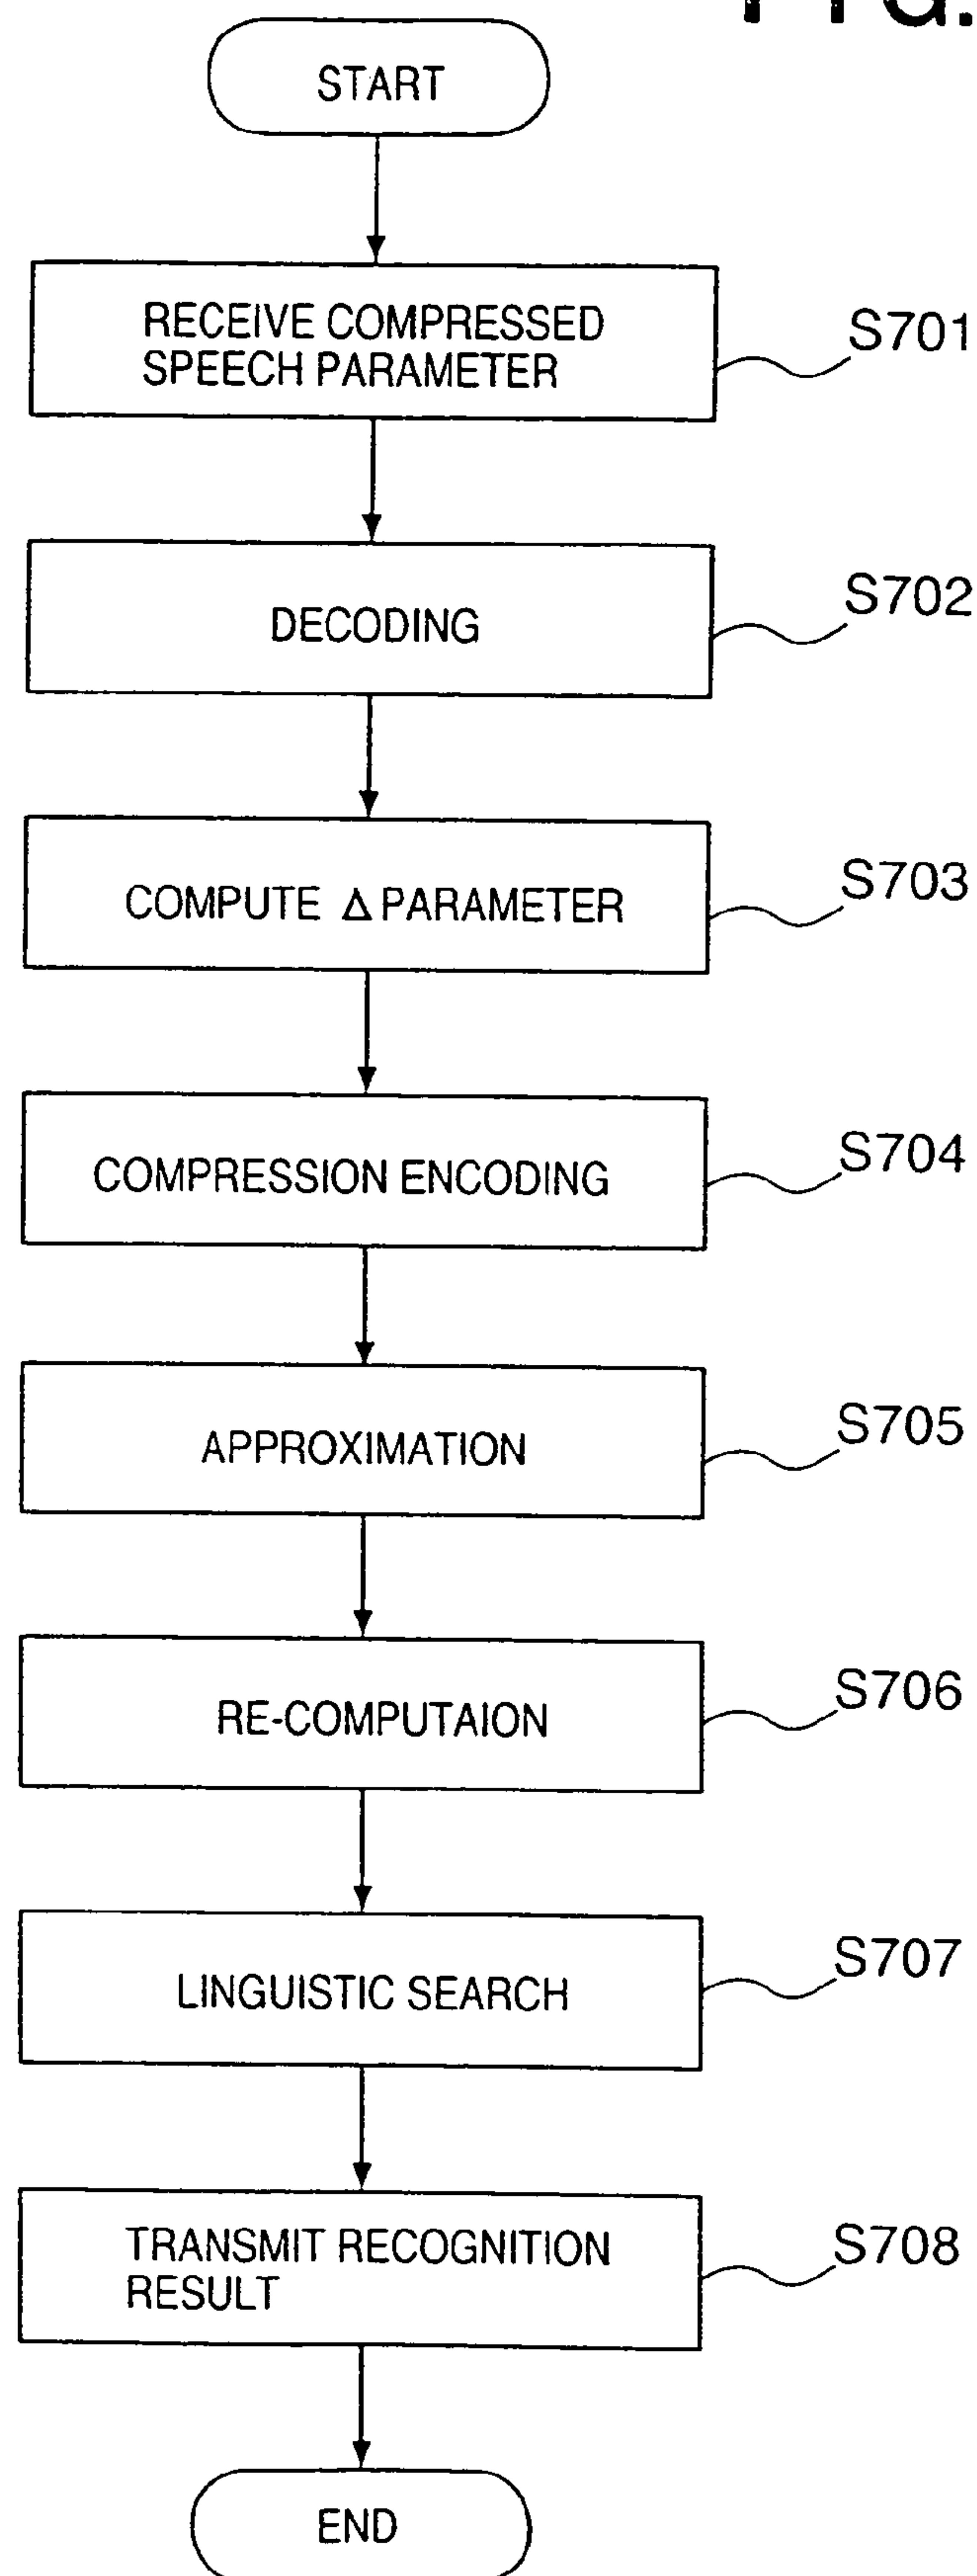 FIG.
START
RECEIVE COMPRESSED
SPEECH PARAMETER
S701
DECODING
S702
COMPUTE Δ PARAMETER
S703
COMPRESSION ENCODING
S704
APPROXIMATION
S705
RE-COMPUTAION
S706
LINGUISTIC SEARCH
S707
TRANSMIT RECOGNITION
RESULT
S708
END